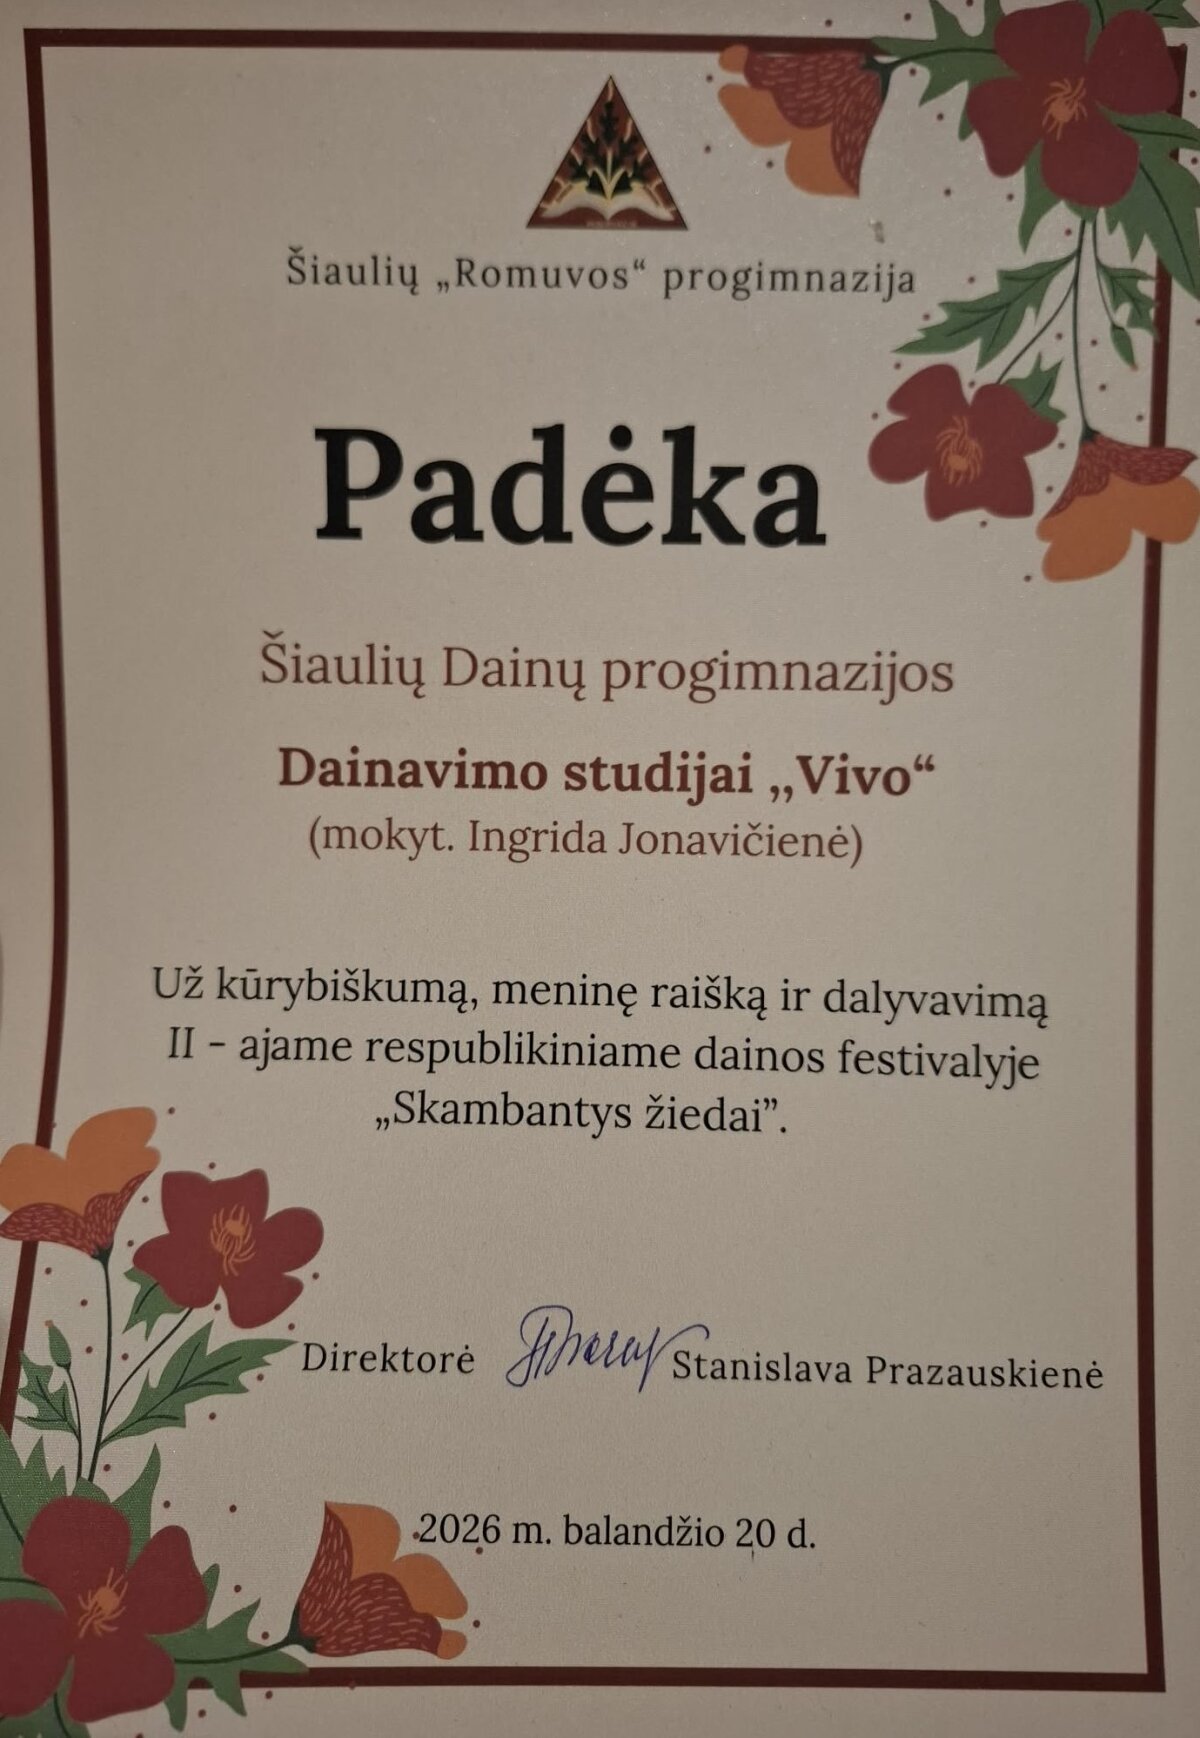 Šiaulių „Romuvos“ progimnazija
Padėka
Šiaulių Dainų progimnazijos
Dainavimo studijai „Vivo“
(mokyt. Ingrida Jonavičienė)
Už kūrybiškumą, meninę raišką ir dalyvavimą
II - ajame respublikiniame dainos festivalyje
„Skambantys žiedai”.
Direktorė Stanislava Prazauskienė
2026 m. balandžio 20 d.